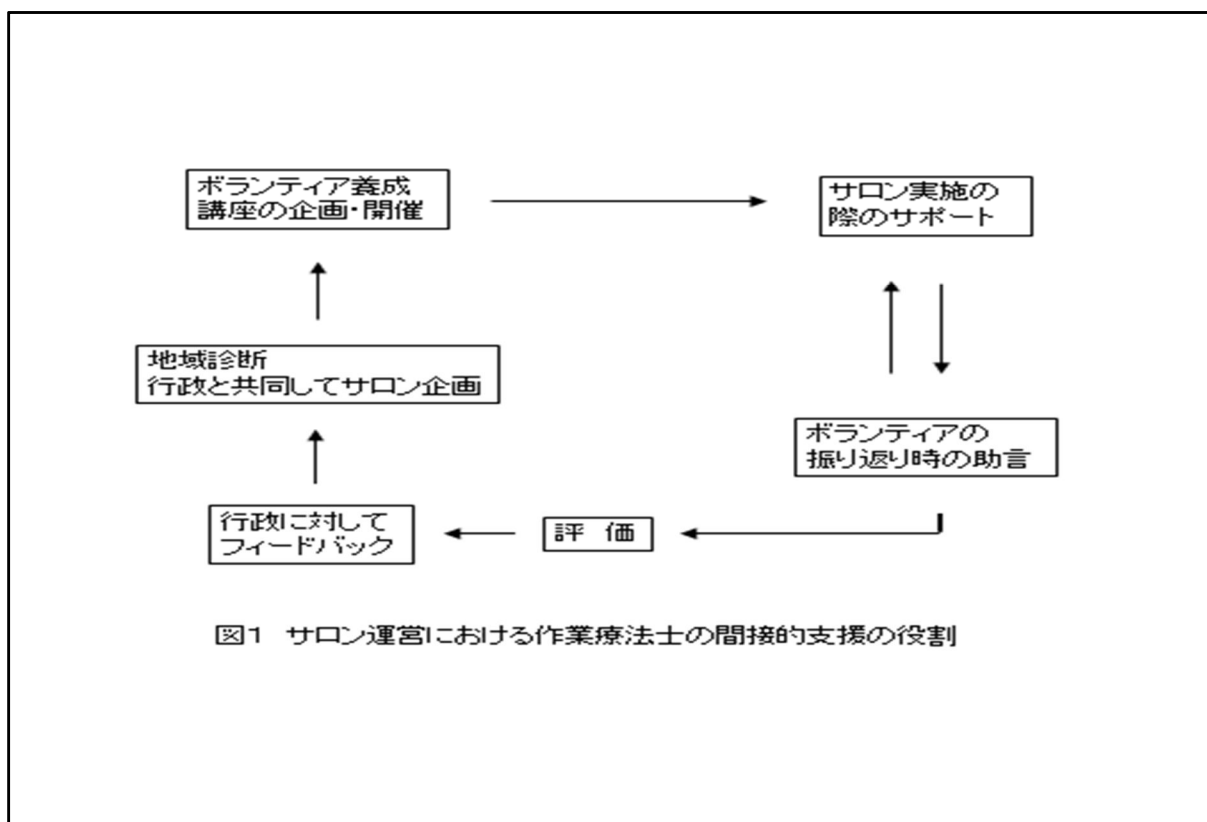 ボランティア養成
講座の企画・開催
サロン実施の
際のサポート
地域診断
行政と共同してサロン企画
ボランティアの
振り返り時の助言
行政に対して
フィードバック
評 価
図1 サロン運営における作業療法士の間接的支援の役割